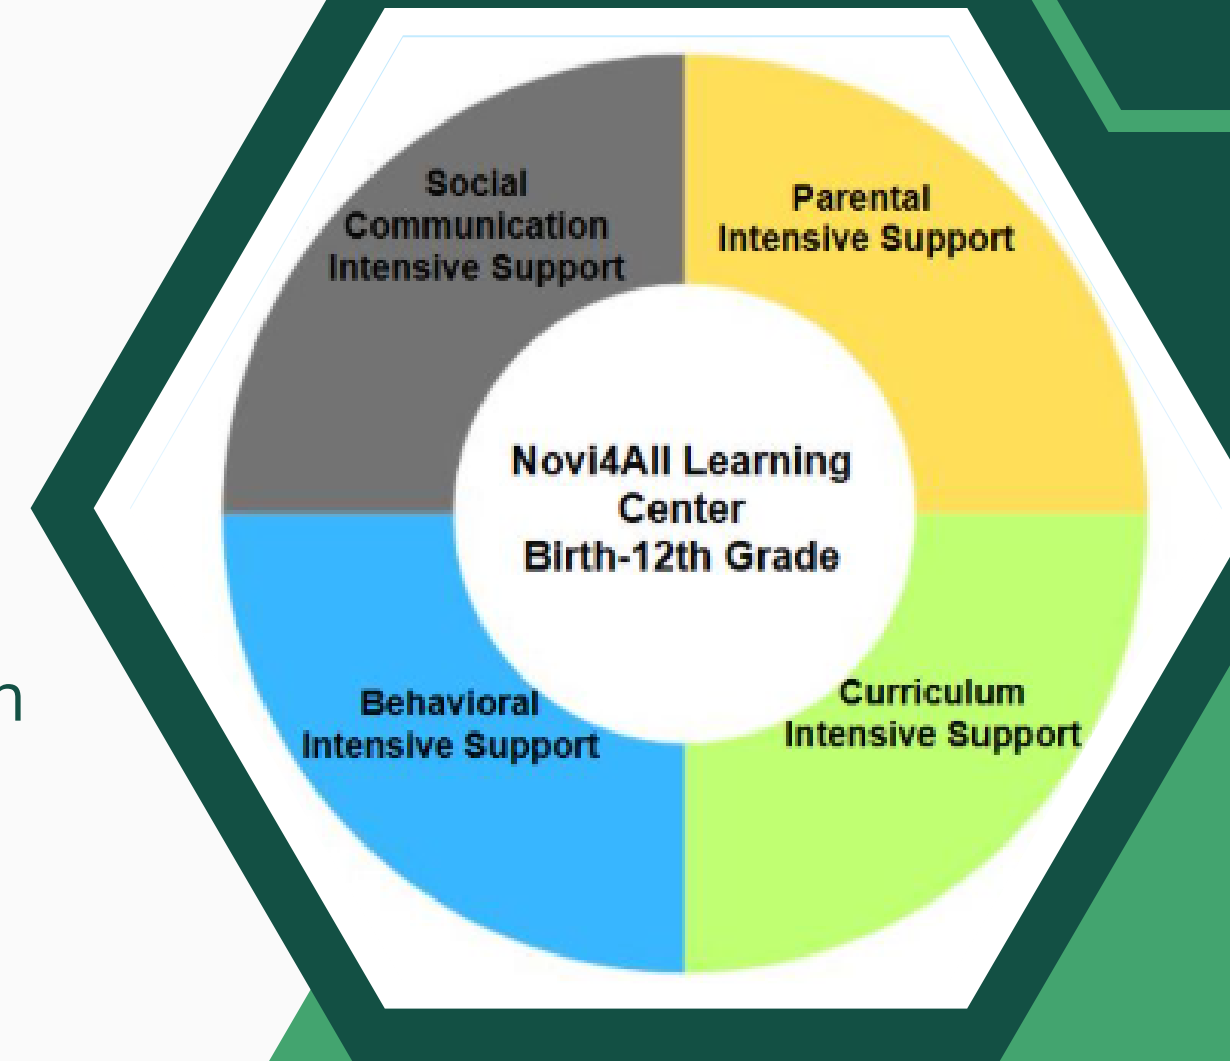 Social
Communication
Intensive Support
Parental
Intensive Support
Novi4All Learning
Center
Birth-12th Grade
Behavioral
Intensive Support
Curriculum
Intensive Support